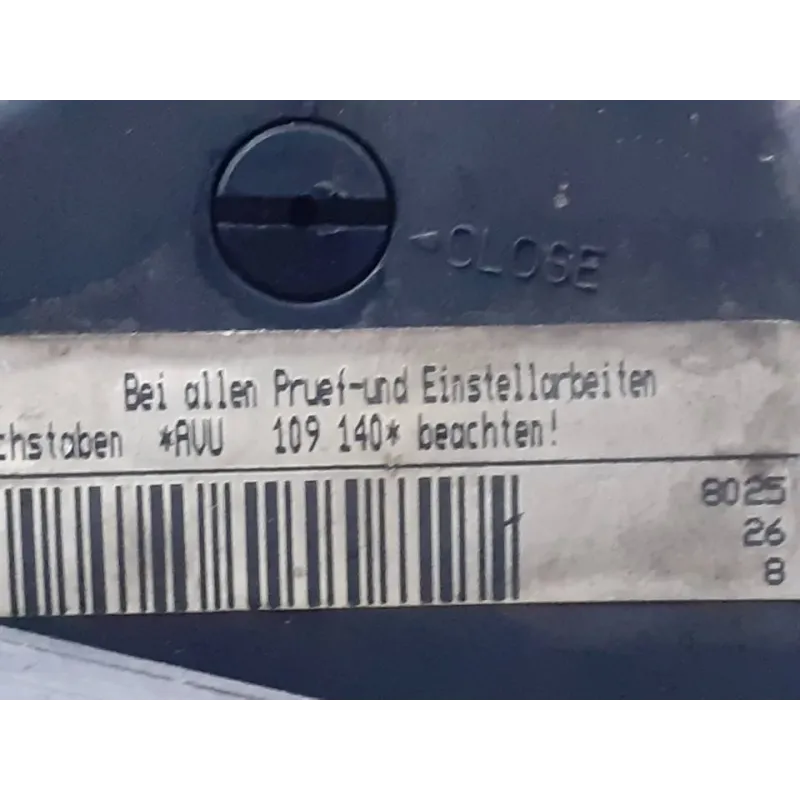 CLOSE
Bei allen Pruef-und Einstellarbeiten
chstaben *AVU 109 140* beachten!
8025
26
8